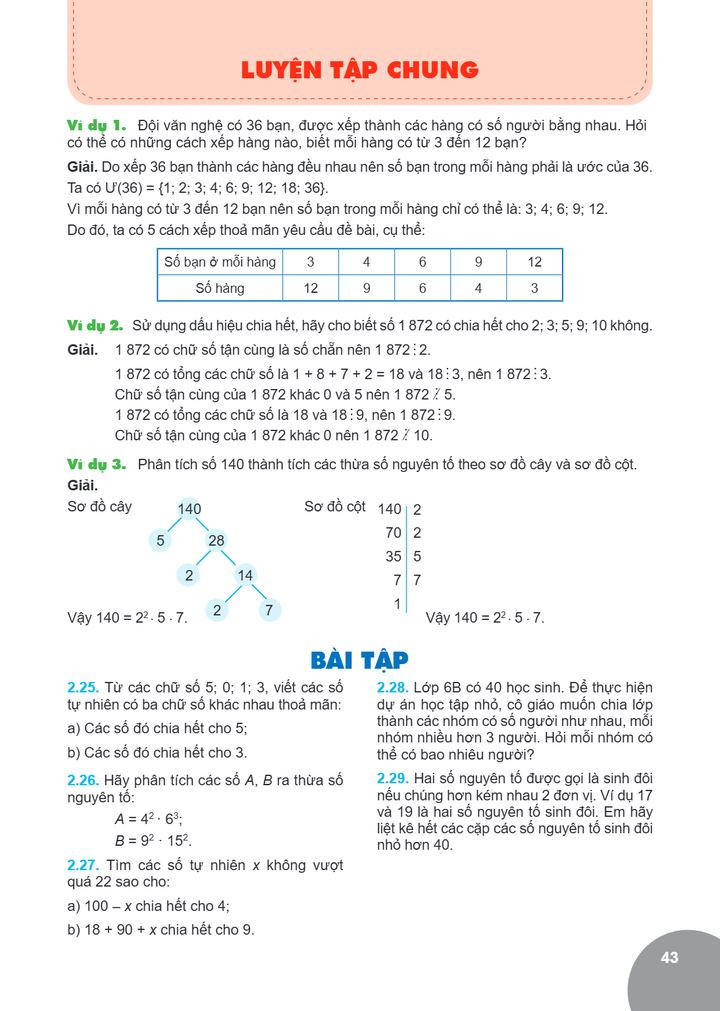 LUYỆN TẬP CHUNG
Ví dụ 1. Đội văn nghệ có 36 bạn, được xếp thành các hàng có số người bằng nhau. Hỏi
có thể có những cách xếp hàng nào, biết mỗi hàng có từ 3 đến 12 bạn?
Giải. Do xếp 36 bạn thành các hàng đều nhau nên số bạn trong mỗi hàng phải là ước của 36.
Ta có Ư(36) = {1; 2; 3; 4; 6; 9; 12; 18; 36}.
Vì mỗi hàng có từ 3 đến 12 bạn nên số bạn trong mỗi hàng chỉ có thể là: 3; 4; 6; 9; 12.
Do đó, ta có 5 cách xếp thoả mãn yêu cầu đề bài, cụ thể:
Số bạn ở mỗi hàng 3 4 6 9 12
Số hàng 12 9 6 4 3
Ví dụ 2. Sử dụng dấu hiệu chia hết, hãy cho biết số 1 872 có chia hết cho 2; 3; 5; 9; 10 không.
Giải. 1 872 có chữ số tận cùng là số chẵn nên 1 872 ⋮ 2.
1 872 có tổng các chữ số là 1 + 8 + 7 + 2 = 18 và 18 ⋮ 3, nên 1 872 ⋮ 3.
Chữ số tận cùng của 1 872 khác 0 và 5 nên 1 872 ⋮̸ 5.
1 872 có tổng các chữ số là 18 và 18 ⋮ 9, nên 1 872 ⋮ 9.
Chữ số tận cùng của 1 872 khác 0 nên 1 872 ⋮̸ 10.
Ví dụ 3. Phân tích số 140 thành tích các thừa số nguyên tố theo sơ đồ cây và sơ đồ cột.
Giải.
Sơ đồ cây
140
5 28
2 14
2 7
Vậy 140 = 2² · 5 · 7.
Sơ đồ cột
140 2
70 2
35 5
7 7
1
Vậy 140 = 2² · 5 · 7.
BÀI TẬP
2.25. Từ các chữ số 5; 0; 1; 3, viết các số
tự nhiên có ba chữ số khác nhau thoả mãn:
a) Các số đó chia hết cho 5;
b) Các số đó chia hết cho 3.
2.26. Hãy phân tích các số A, B ra thừa số
nguyên tố:
A = 4² · 6³;
B = 9² · 15².
2.27. Tìm các số tự nhiên x không vượt
quá 22 sao cho:
a) 100 – x chia hết cho 4;
b) 18 + 90 + x chia hết cho 9.
2.28. Lớp 6B có 40 học sinh. Để thực hiện
dự án học tập nhỏ, cô giáo muốn chia lớp
thành các nhóm có số người như nhau, mỗi
nhóm nhiều hơn 3 người. Hỏi mỗi nhóm có
thể có bao nhiêu người?
2.29. Hai số nguyên tố được gọi là sinh đôi
nếu chúng hơn kém nhau 2 đơn vị. Ví dụ 17
và 19 là hai số nguyên tố sinh đôi. Em hãy
liệt kê hết các cặp các số nguyên tố sinh đôi
nhỏ hơn 40.
43